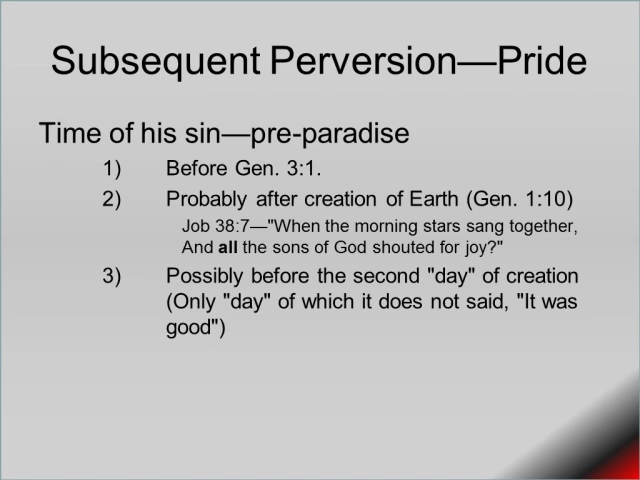 Subsequent Perversion—Pride
Time of his sin—pre-paradise
1) Before Gen. 3:1.
2) Probably after creation of Earth (Gen. 1:10)
Job 38:7—"When the morning stars sang together,
And all the sons of God shouted for joy?"
3) Possibly before the second "day" of creation
(Only "day" of which it does not said, "It was
good")